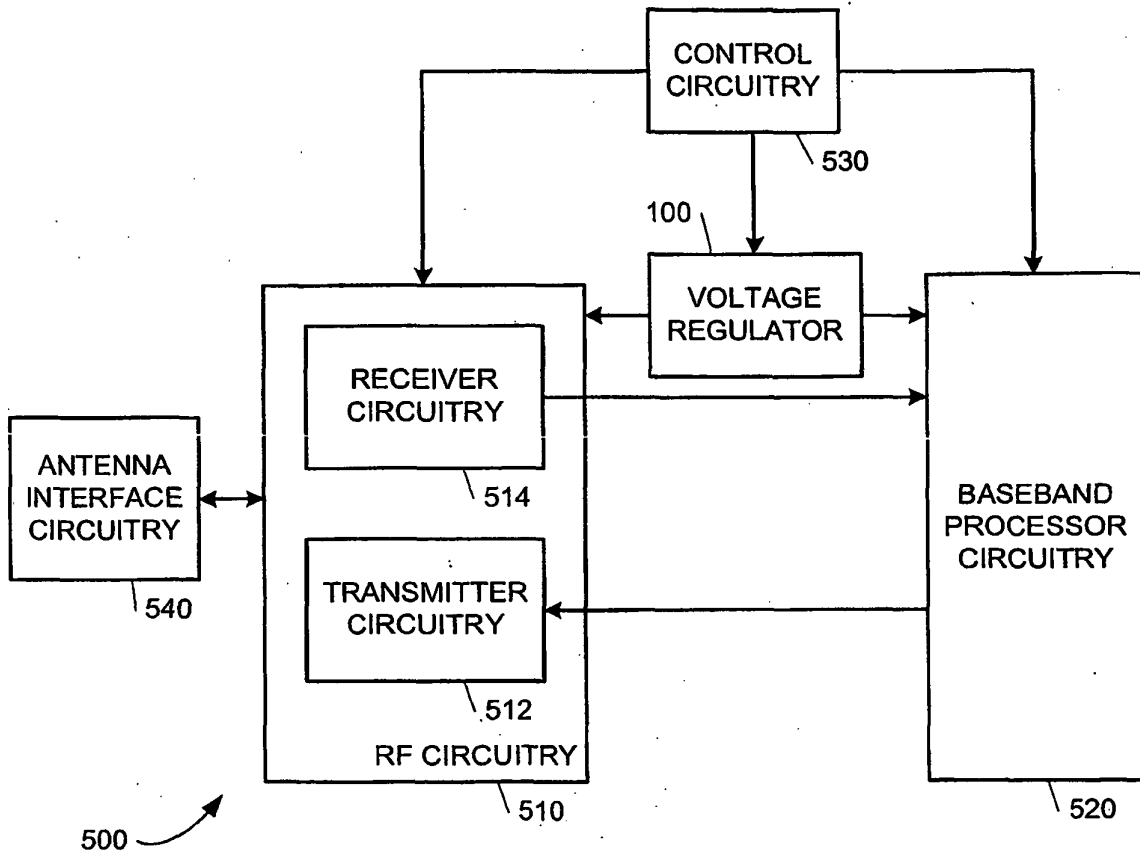 CONTROL
CIRCUITRY
530
100
VOLTAGE
REGULATOR
RECEIVER
CIRCUITRY
514
ANTENNA
INTERFACE
CIRCUITRY
540
BASEBAND
PROCESSOR
CIRCUITRY
TRANSMITTER
CIRCUITRY
512
RF CIRCUITRY
510
520
500